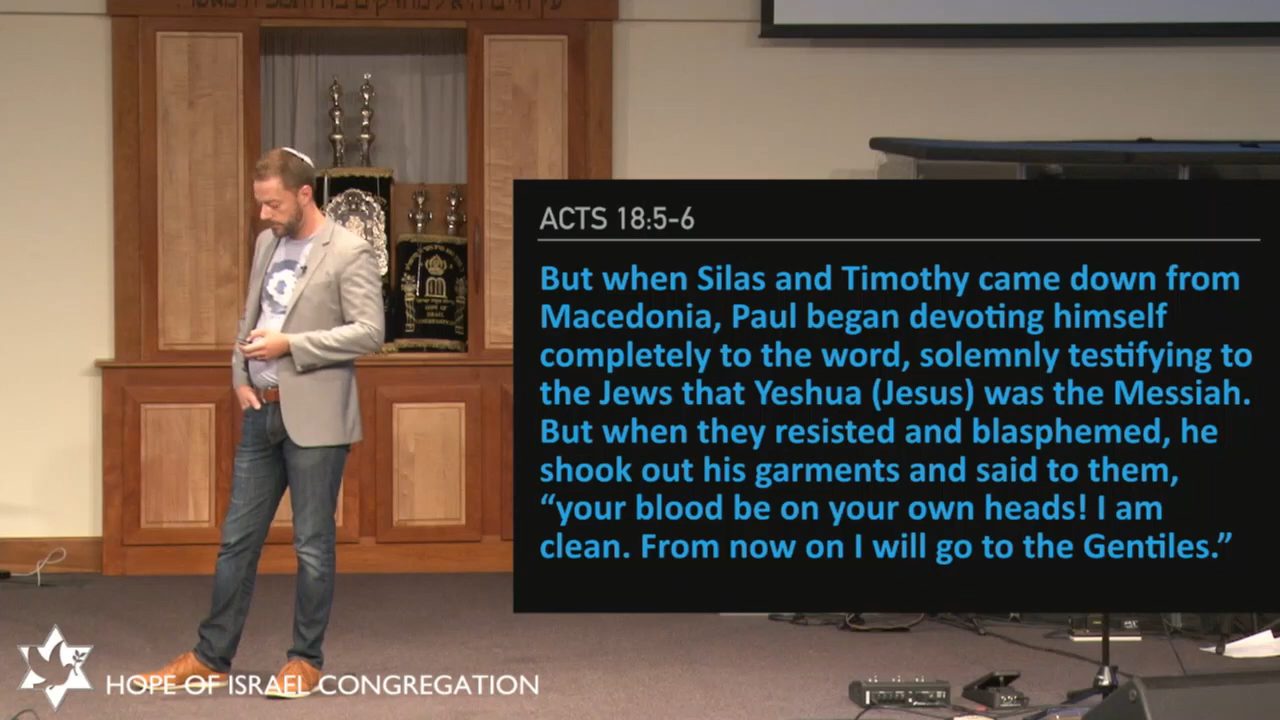 ACTS 18:5-6
But when Silas and Timothy came down from
Macedonia, Paul began devoting himself
completely to the word, solemnly testifying to
the Jews that Yeshua (Jesus) was the Messiah.
But when they resisted and blasphemed, he
shook out his garments and said to them,
“your blood be on your own heads! I am
clean. From now on I will go to the Gentiles.”
HOPE OF ISRAEL CONGREGATION